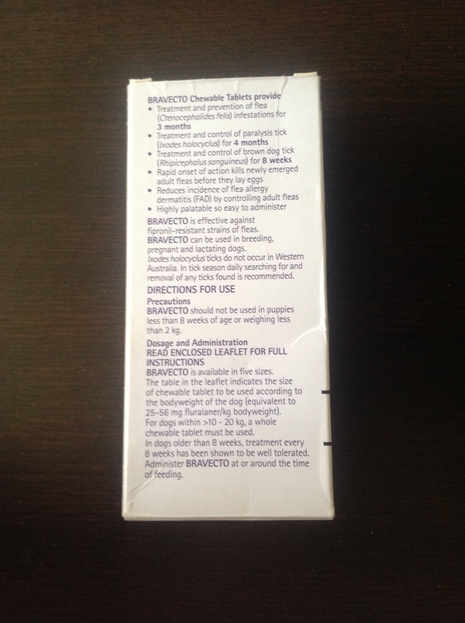 BRAVECTO Chewable Tablets provide
• Treatment and prevention of flea
(Ctenocephalides felis) infestations for
3 months
• Treatment and control of paralysis tick
(Ixodes holocyclus) for 4 months
• Treatment and control of brown dog tick
(Rhipicephalus sanguineus) for 8 weeks
• Rapid onset of action kills newly emerged
adult fleas before they lay eggs
• Reduces incidence of flea allergy
dermatitis (FAD) by controlling adult fleas
• Highly palatable so easy to administer
BRAVECTO is effective against
fipronil-resistant strains of fleas.
BRAVECTO can be used in breeding,
pregnant and lactating dogs.
Ixodes holocyclus ticks do not occur in Western
Australia. In tick season daily searching for and
removal of any ticks found is recommended.
DIRECTIONS FOR USE
Precautions
BRAVECTO should not be used in puppies
less than 8 weeks of age or weighing less
than 2 kg.
Dosage and Administration
READ ENCLOSED LEAFLET FOR FULL
INSTRUCTIONS
BRAVECTO is available in five sizes.
The table in the leaflet indicates the size
of chewable tablet to be used according to
the bodyweight of the dog (equivalent to
25-56 mg fluralaner/kg bodyweight).
For dogs within >10 - 20 kg, a whole
chewable tablet must be used.
In dogs older than 8 weeks, treatment every
8 weeks has been shown to be well tolerated.
Administer BRAVECTO at or around the time
of feeding.